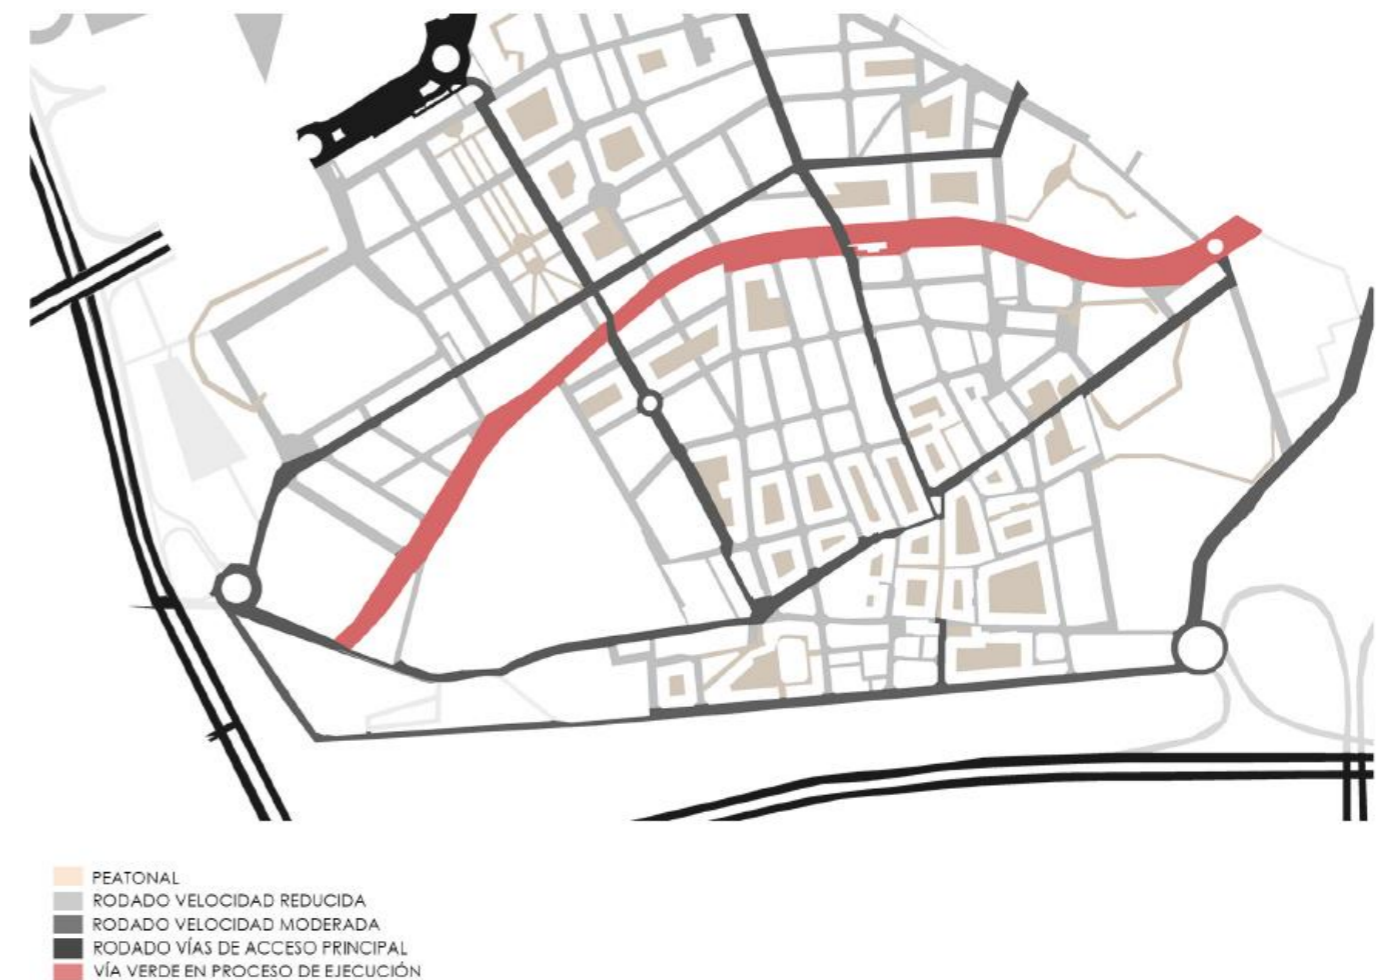 PEATONAL
RODADO VELOCIDAD REDUCIDA
RODADO VELOCIDAD MODERADA
RODADO VÍAS DE ACCESO PRINCIPAL
VÍA VERDE EN PROCESO DE EJECUCIÓN